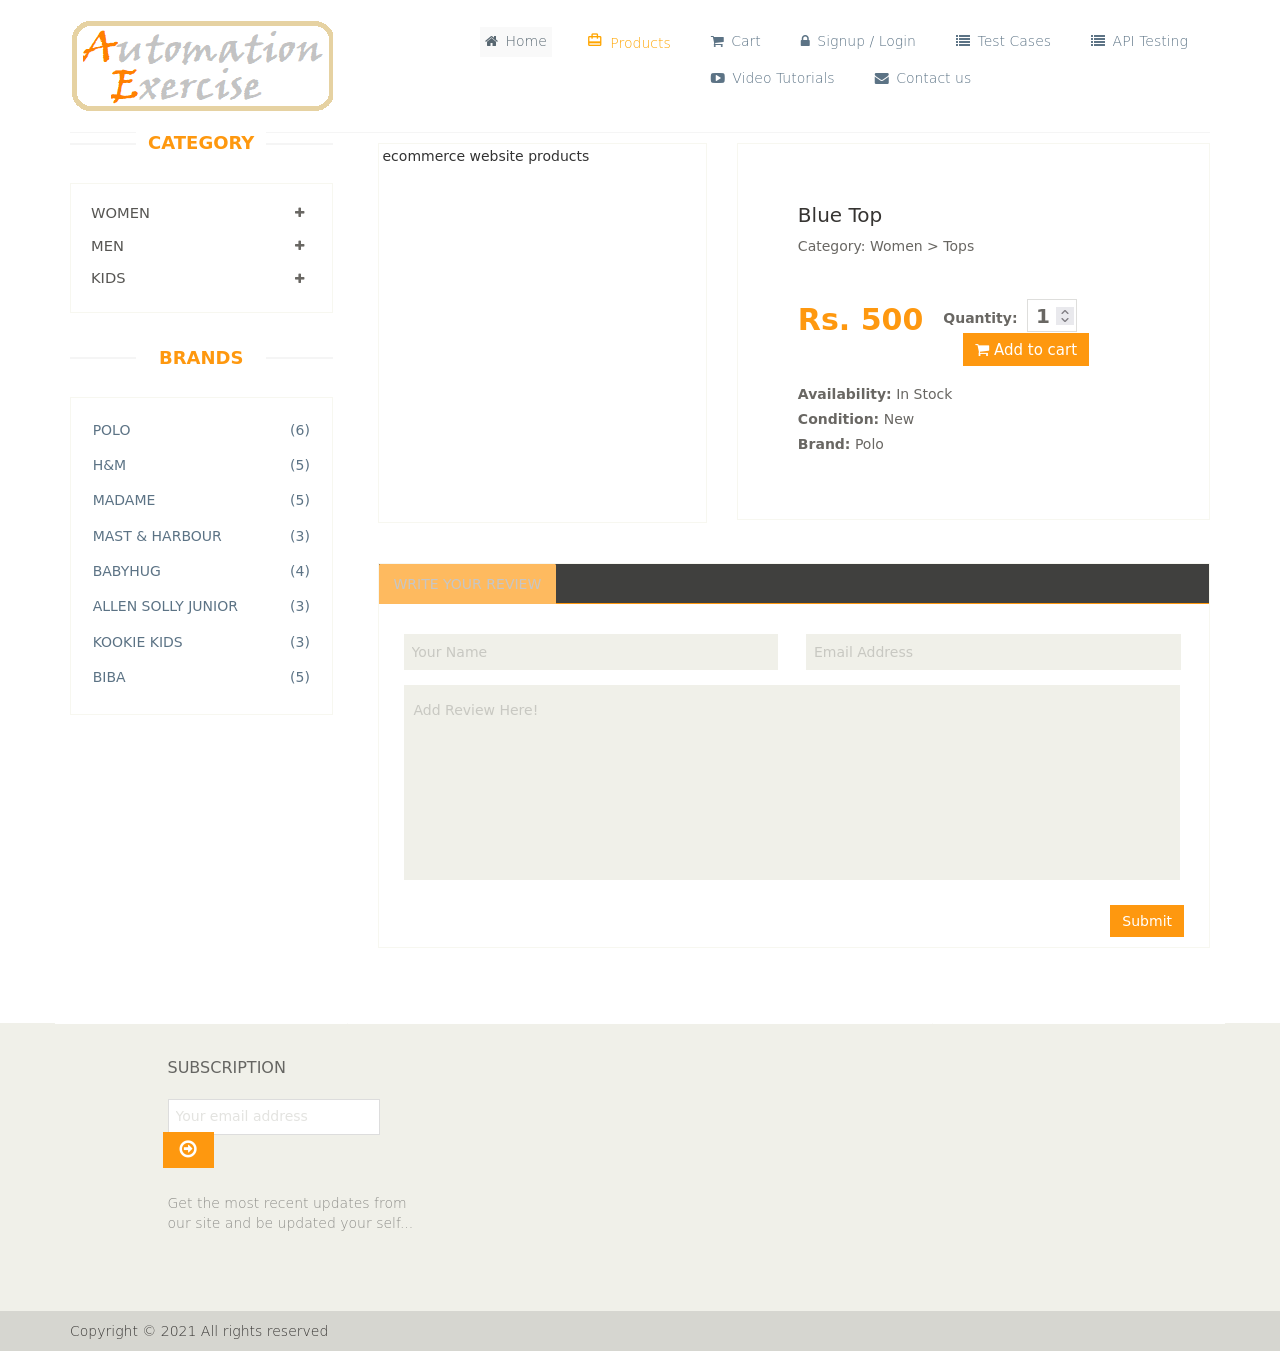 Automation
Exercise
Home
Products
Cart
Signup / Login
Test Cases
API Testing
Video Tutorials
Contact us
CATEGORY
WOMEN
MEN
KIDS
BRANDS
POLO (6)
H&M (5)
MADAME (5)
MAST & HARBOUR (3)
BABYHUG (4)
ALLEN SOLLY JUNIOR (3)
KOOKIE KIDS (3)
BIBA (5)
ecommerce website products
Blue Top
Category: Women > Tops
Rs. 500 Quantity: 1
Add to cart
Availability: In Stock
Condition: New
Brand: Polo
WRITE YOUR REVIEW
Your Name
Email Address
Add Review Here!
Submit
SUBSCRIPTION
Your email address
Get the most recent updates from
our site and be updated your self...
Copyright © 2021 All rights reserved